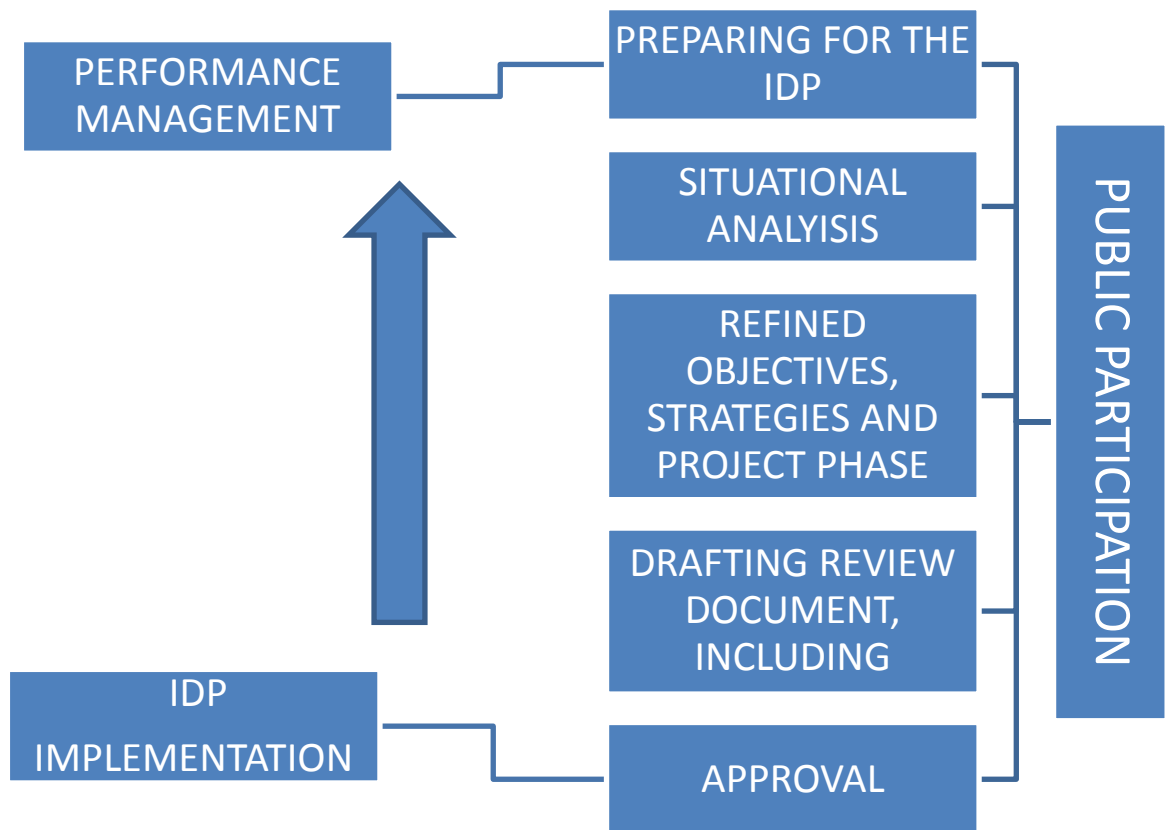 PERFORMANCE
MANAGEMENT
PREPARING FOR THE
IDP
SITUATIONAL
ANALYISIS
REFINED
OBJECTIVES,
STRATEGIES AND
PROJECT PHASE
DRAFTING REVIEW
DOCUMENT,
INCLUDING
APPROVAL
IDP
IMPLEMENTATION
PUBLIC PARTICIPATION